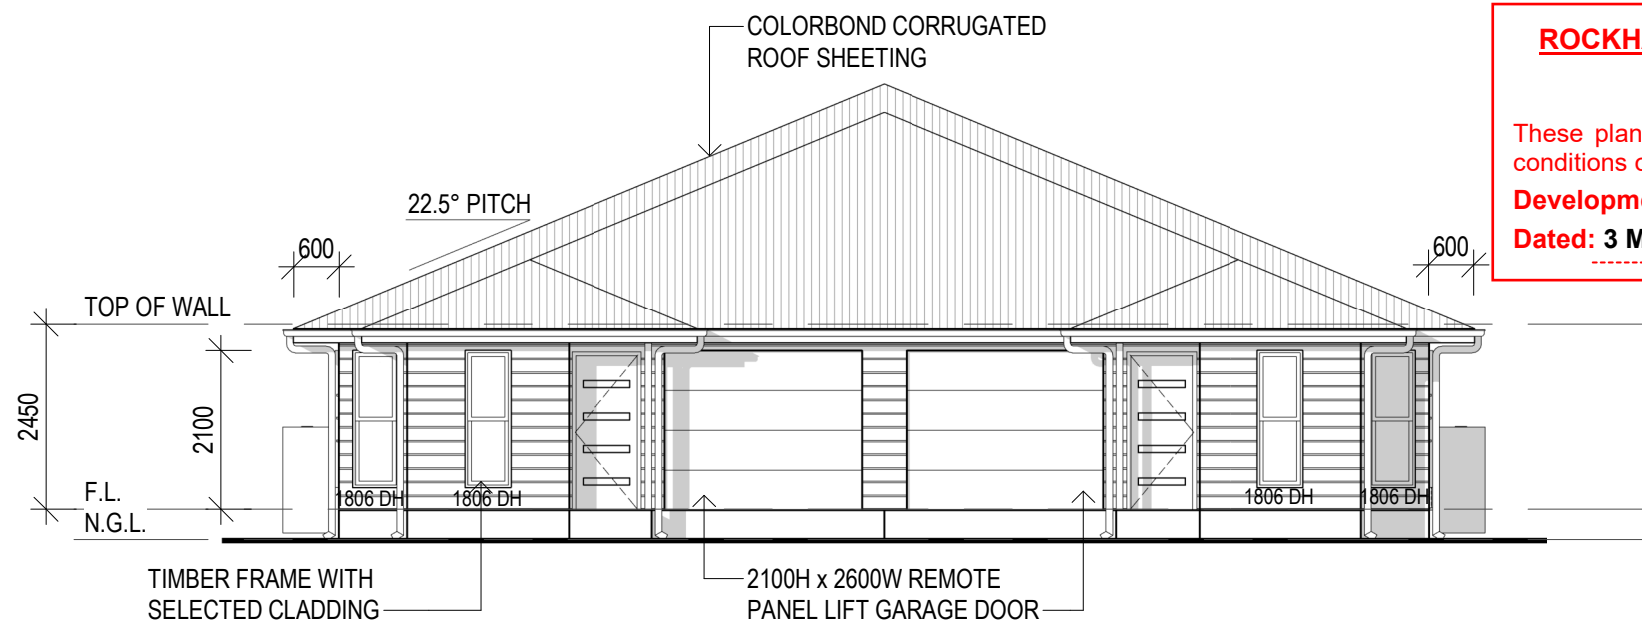 COLORBOND CORRUGATED
ROOF SHEETING
22.5° PITCH
600
600
TOP OF WALL
2450
2100
F.L.
N.G.L.
1806 DH
1806 DH
1806 DH
1806 DH
TIMBER FRAME WITH
SELECTED CLADDING
2100H x 2600W REMOTE
PANEL LIFT GARAGE DOOR
ROCKH
These plan
conditions
Developm
Dated: 3 M